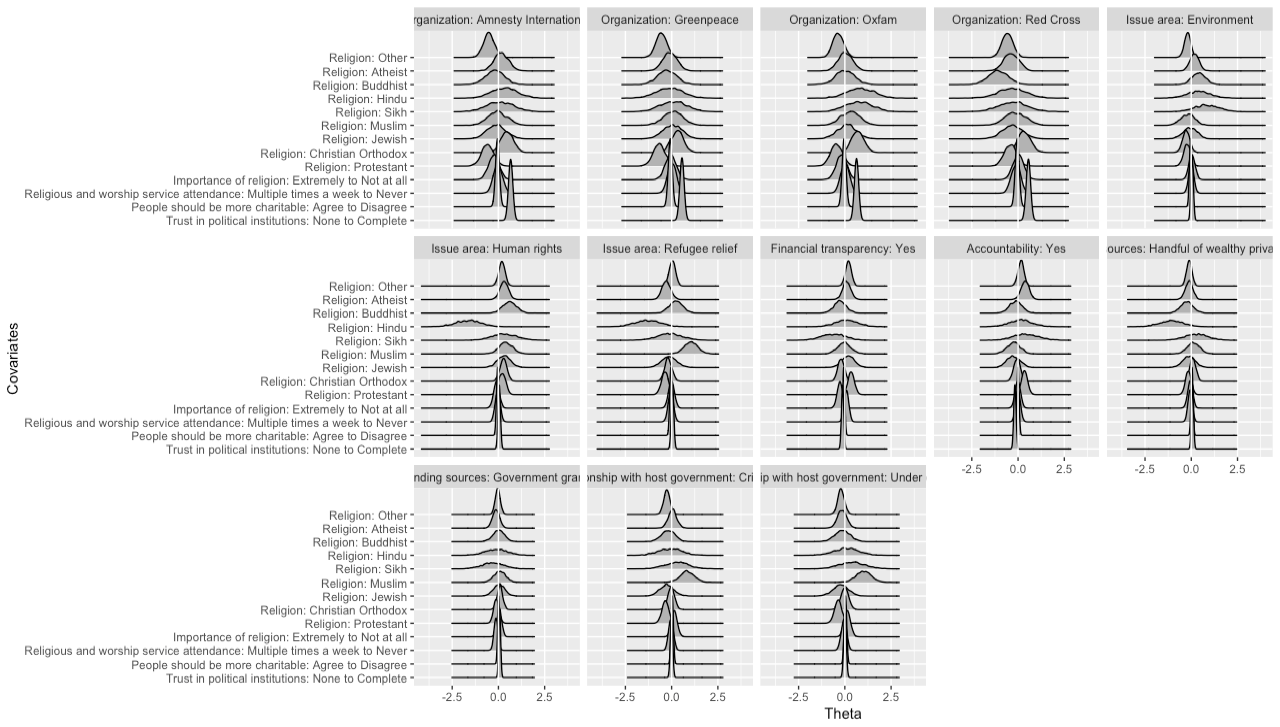 rganization: Amnesty Internation
Organization: Greenpeace
Organization: Oxfam
Organization: Red Cross
Issue area: Environment
Religion: Other
Religion: Atheist
Religion: Buddhist
Religion: Hindu
Religion: Sikh
Religion: Muslim
Religion: Jewish
Religion: Christian Orthodox
Religion: Protestant
Importance of religion: Extremely to Not at all
Religious and worship service attendance: Multiple times a week to Never
People should be more charitable: Agree to Disagree
Trust in political institutions: None to Complete
Issue area: Human rights
Issue area: Refugee relief
Financial transparency: Yes
Accountability: Yes
ources: Handful of wealthy priva
Religion: Other
Religion: Atheist
Religion: Buddhist
Religion: Hindu
Religion: Sikh
Religion: Muslim
Religion: Jewish
Religion: Christian Orthodox
Religion: Protestant
Importance of religion: Extremely to Not at all
Religious and worship service attendance: Multiple times a week to Never
People should be more charitable: Agree to Disagree
Trust in political institutions: None to Complete
Covariates
-2.5 0.0 2.5
-2.5 0.0 2.5
nding sources: Government gran
onship with host government: Crit
ip with host government: Under
Religion: Other
Religion: Atheist
Religion: Buddhist
Religion: Hindu
Religion: Sikh
Religion: Muslim
Religion: Jewish
Religion: Christian Orthodox
Religion: Protestant
Importance of religion: Extremely to Not at all
Religious and worship service attendance: Multiple times a week to Never
People should be more charitable: Agree to Disagree
Trust in political institutions: None to Complete
-2.5 0.0 2.5
-2.5 0.0 2.5
-2.5 0.0 2.5
Theta